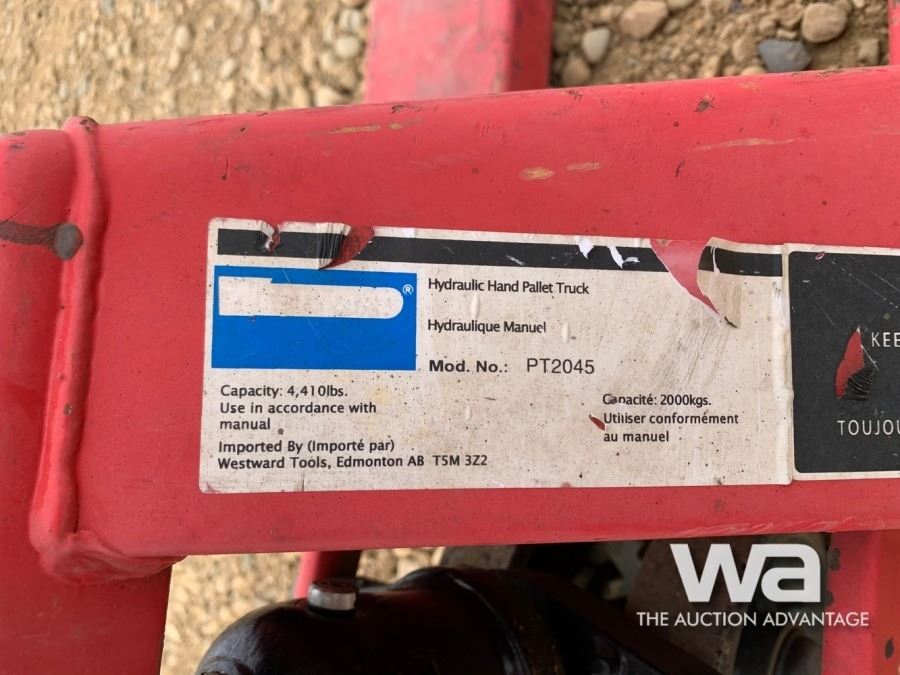 ®
Hydraulic Hand Pallet Truck
Hydraulique Manuel
Mod. No.: PT2045
Capacity: 4,410lbs.
Use in accordance with
manual
Imported By (Importé par)
Westward Tools, Edmonton AB T5M 3Z2
Capacité: 2000kgs.
Utiliser conformément
au manuel
wa
THE AUCTION ADVANTAGE